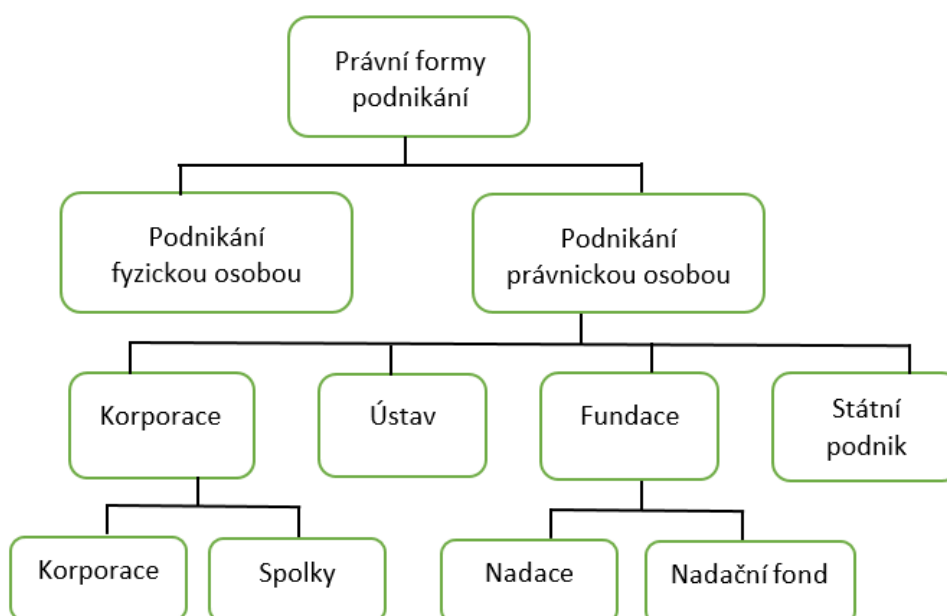 Právní formy
podnikání
Podnikání
fyzickou osobou
Podnikání
právnickou osobou
Korporace
Ústav
Fundace
Státní
podnik
Korporace
Spolky
Nadace
Nadační fond